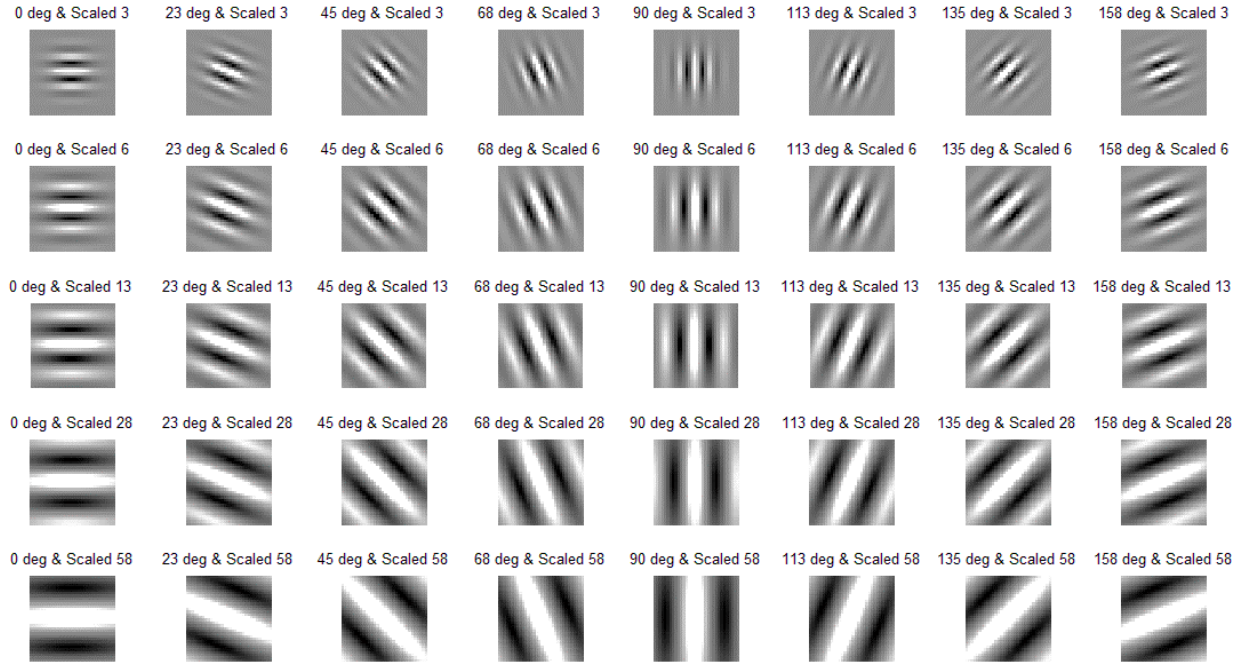 0 deg & Scaled 3 23 deg & Scaled 3 45 deg & Scaled 3 68 deg & Scaled 3 90 deg & Scaled 3 113 deg & Scaled 3 135 deg & Scaled 3 158 deg & Scaled 3
0 deg & Scaled 6 23 deg & Scaled 6 45 deg & Scaled 6 68 deg & Scaled 6 90 deg & Scaled 6 113 deg & Scaled 6 135 deg & Scaled 6 158 deg & Scaled 6
0 deg & Scaled 13 23 deg & Scaled 13 45 deg & Scaled 13 68 deg & Scaled 13 90 deg & Scaled 13 113 deg & Scaled 13 135 deg & Scaled 13 158 deg & Scaled 13
0 deg & Scaled 28 23 deg & Scaled 28 45 deg & Scaled 28 68 deg & Scaled 28 90 deg & Scaled 28 113 deg & Scaled 28 135 deg & Scaled 28 158 deg & Scaled 28
0 deg & Scaled 58 23 deg & Scaled 58 45 deg & Scaled 58 68 deg & Scaled 58 90 deg & Scaled 58 113 deg & Scaled 58 135 deg & Scaled 58 158 deg & Scaled 58